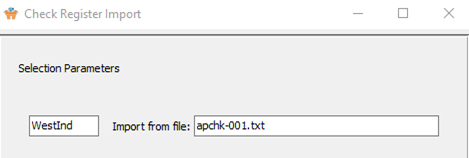 Check Register Import
Selection Parameters
WestInd Import from file: apchk-001.txt